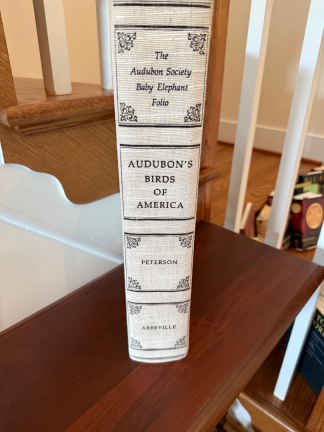 The
Audubon Society
Baby Elephant
Folio
AUDUBON'S
BIRDS
OF
AMERICA
PETERSON
ABBEVILLE